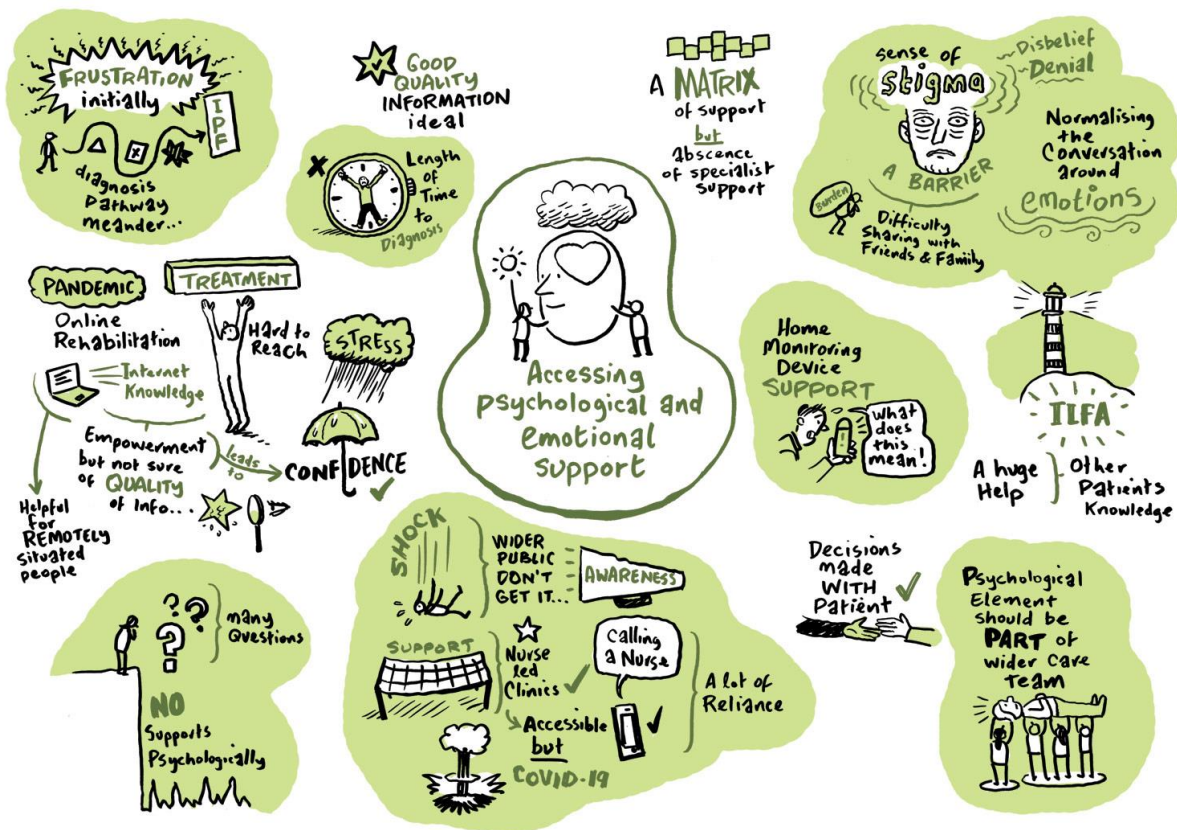 FRUSTRATION
initially
IPF
diagnosis
Pathway
meander...
GOOD
QUALITY
INFORMATION
ideal
Length
of
Time
to
Diagnosis
A MATRIX
of support
but
abscence
of specialist
support
sense of
stigma
Disbelief
Denial
A BARRIER
Burden
Difficulty
Sharing with
Friends & Family
Normalising
the
Conversation
around
emotions
PANDEMIC
Online
Rehabilitation
Internet
Knowledge
TREATMENT
Hard to
Reach
STRESS
Empowerment
but not sure
of QUALITY
of Info...
leads
to
CONFIDENCE
Helpful
for
REMOTELY
situated
people
Accessing
psychological and
emotional
support
Home
Monitoring
Device
SUPPORT
What
does
this
mean!
ILFA
A huge
Help
Other
Patients
Knowledge
Many
Questions
NO
Supports
Psychologically
SHOCK
WIDER
PUBLIC
DON'T
GET IT...
AWARENESS
SUPPORT
Nurse
led
Clinics
Accessible
but
COVID-19
Calling
a Nurse
A lot of
Reliance
Decisions
made
WITH
Patient
Psychological
Element
should be
PART of
wider care
Team